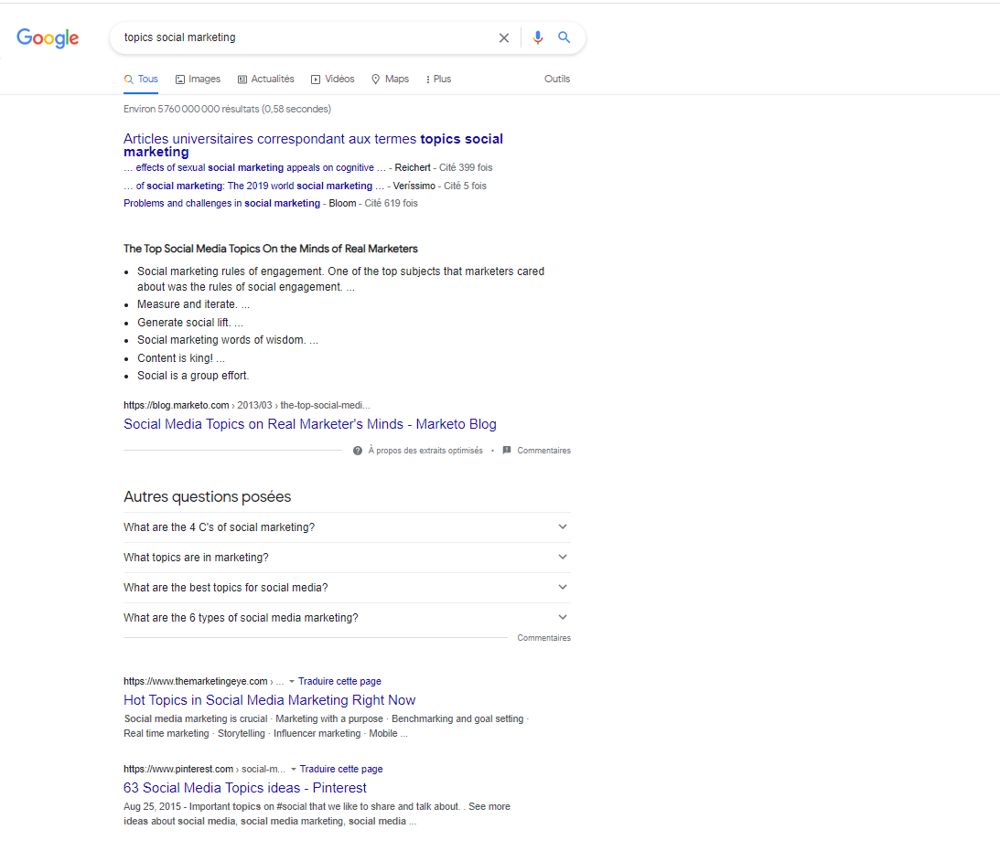 Google
topics social marketing
Tous Images Actualités Vidéos Maps Plus Outils
Environ 5 760 000 000 résultats (0,58 secondes)
Articles universitaires correspondant aux termes topics social
marketing
... effects of sexual social marketing appeals on cognitive ... - Reichert - Cité 399 fois
... of social marketing: The 2019 world social marketing ... - Veríssimo - Cité 5 fois
Problems and challenges in social marketing - Bloom - Cité 619 fois
The Top Social Media Topics On the Minds of Real Marketers
• Social marketing rules of engagement. One of the top subjects that marketers cared
about was the rules of social engagement. ...
• Measure and iterate. ...
• Generate social lift. ...
• Social marketing words of wisdom. ...
• Content is king! ...
• Social is a group effort.
https://blog.marketo.com › 2013/03 › the-top-social-medi...
Social Media Topics on Real Marketer's Minds - Marketo Blog
À propos des extraits optimisés • Commentaires
Autres questions posées
What are the 4 C's of social marketing?
What topics are in marketing?
What are the best topics for social media?
What are the 6 types of social media marketing?
Commentaires
https://www.themarketingeye.com › ... Traduire cette page
Hot Topics in Social Media Marketing Right Now
Social media marketing is crucial · Marketing with a purpose · Benchmarking and goal setting ·
Real time marketing · Storytelling · Influencer marketing · Mobile ...
https://www.pinterest.com › social-m... Traduire cette page
63 Social Media Topics ideas - Pinterest
Aug 25, 2015 - Important topics on #social that we like to share and talk about. . See more
ideas about social media, social media marketing, social media ...